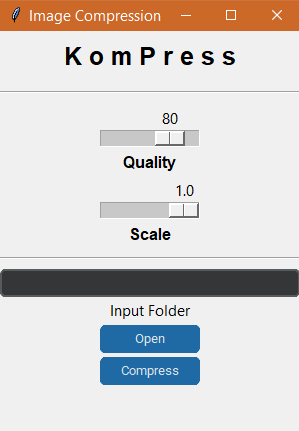 Image Compression
K o m P r e s s
80
Quality
1.0
Scale
Input Folder
Open
Compress